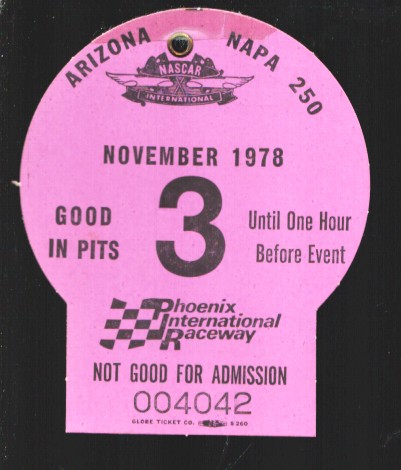 ARIZONA NAPA 250
NASCAR
INTERNATIONAL
NOVEMBER 1978
GOOD
IN PITS
3
Until One Hour
Before Event
Phoenix
International
Raceway
NOT GOOD FOR ADMISSION
004042
GLOBE TICKET CO. 6260